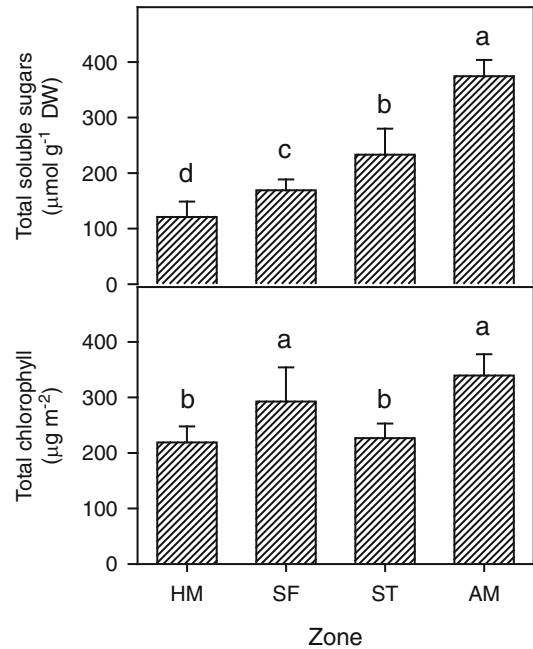 Total soluble sugars
(μmol g-1 DW)
400
300
200
100
0
d
c
b
a
Total chlorophyll
(μg m-2)
400
300
200
100
0
b
a
b
a
HM SF ST AM
Zone